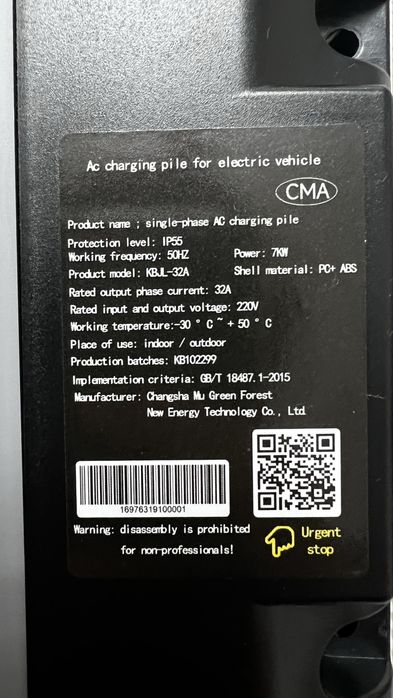 Ac charging pile for electric vehicle
CMA
Product name ; single-phase AC charging pile
Protection level: IP55
Working frequency: 50HZ Power: 7KW
Product model: KBJL-32A Shell material: PC+ ABS
Rated output phase current: 32A
Rated input and output voltage: 220V
Working temperature:-30 ° C ~ + 50 ° C
Place of use: indoor / outdoor
Production batches: KB102299
Implementation criteria: GB/T 18487.1-2015
Manufacturer: Changsha Mu Green Forest
New Energy Technology Co., Ltd
16976319100001
Warning: disassembly is prohibited
for non-professionals!
Urgent
stop